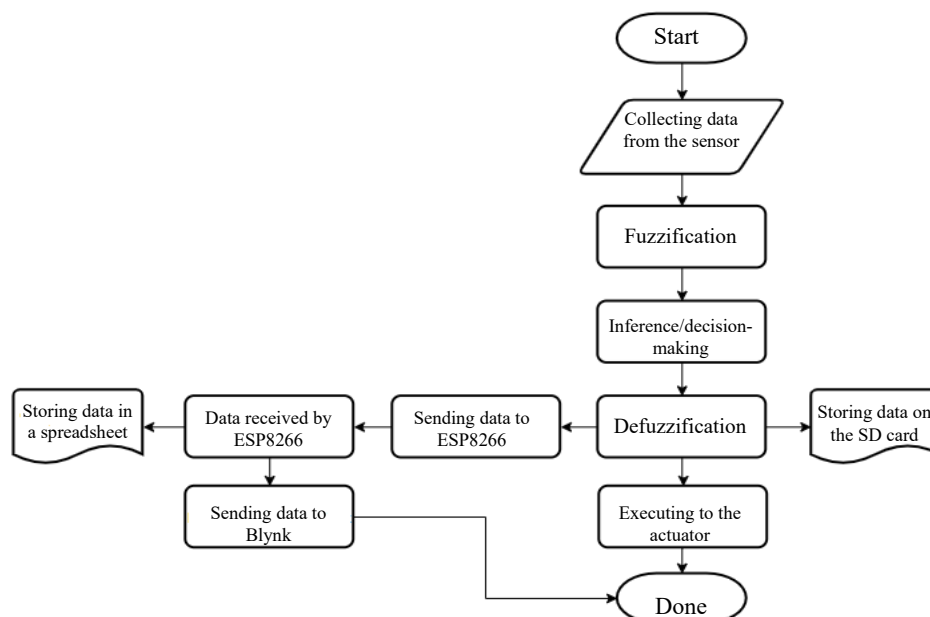 Start
Collecting data
from the sensor
Fuzzification
Inference/decision-
making
Storing data in
a spreadsheet
Data received by
ESP8266
Sending data to
ESP8266
Defuzzification
Storing data on
the SD card
Sending data to
Blynk
Executing to the
actuator
Done